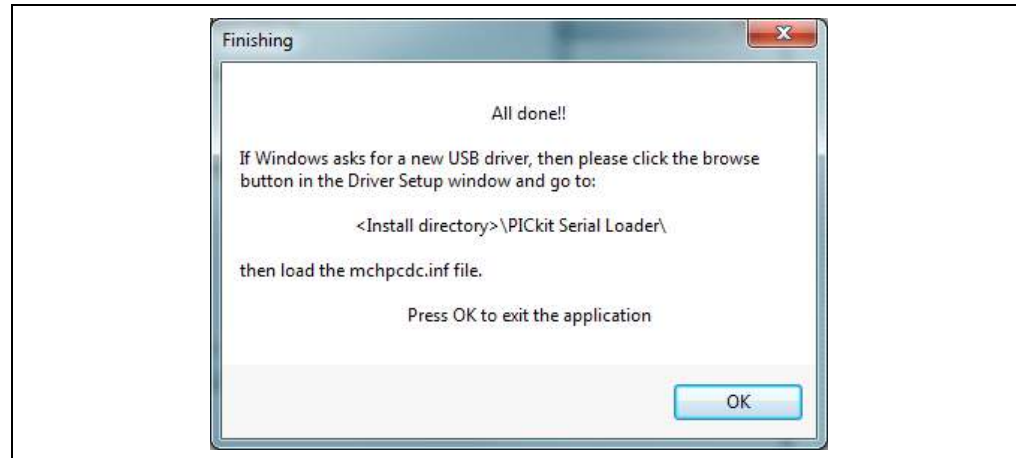 Finishing
All done!!
If Windows asks for a new USB driver, then please click the browse
button in the Driver Setup window and go to:
<Install directory>\PICkit Serial Loader\
then load the mchpcdc.inf file.
Press OK to exit the application
OK